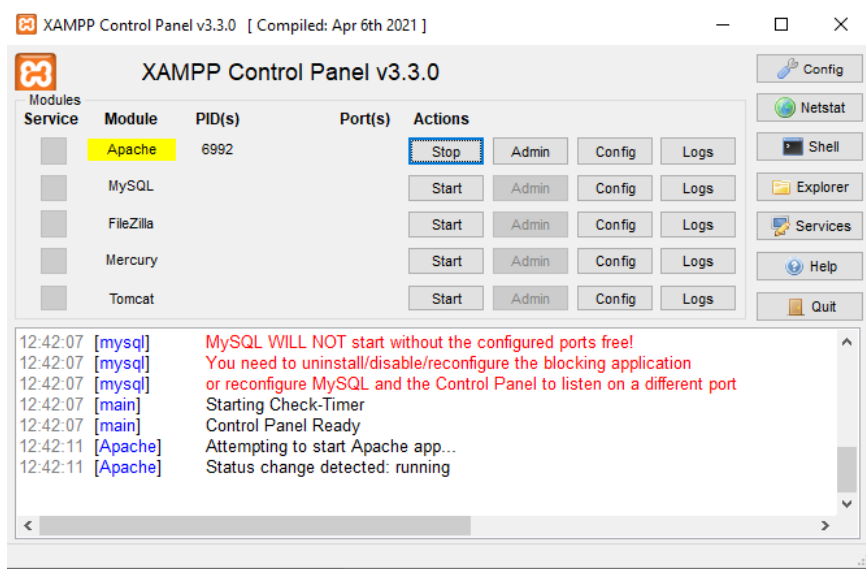 XAMPP Control Panel v3.3.0 [ Compiled: Apr 6th 2021 ]
XAMPP Control Panel v3.3.0
Config
Modules
Service Module PID(s) Port(s) Actions
Netstat
Apache 6992 Stop Admin Config Logs
Shell
MySQL Start Admin Config Logs
Explorer
FileZilla Start Admin Config Logs
Services
Mercury Start Admin Config Logs
Help
Tomcat Start Admin Config Logs
Quit
12:42:07 [mysql] MySQL WILL NOT start without the configured ports free!
12:42:07 [mysql] You need to uninstall/disable/reconfigure the blocking application
12:42:07 [mysql] or reconfigure MySQL and the Control Panel to listen on a different port
12:42:07 [main] Starting Check-Timer
12:42:07 [main] Control Panel Ready
12:42:11 [Apache] Attempting to start Apache app...
12:42:11 [Apache] Status change detected: running